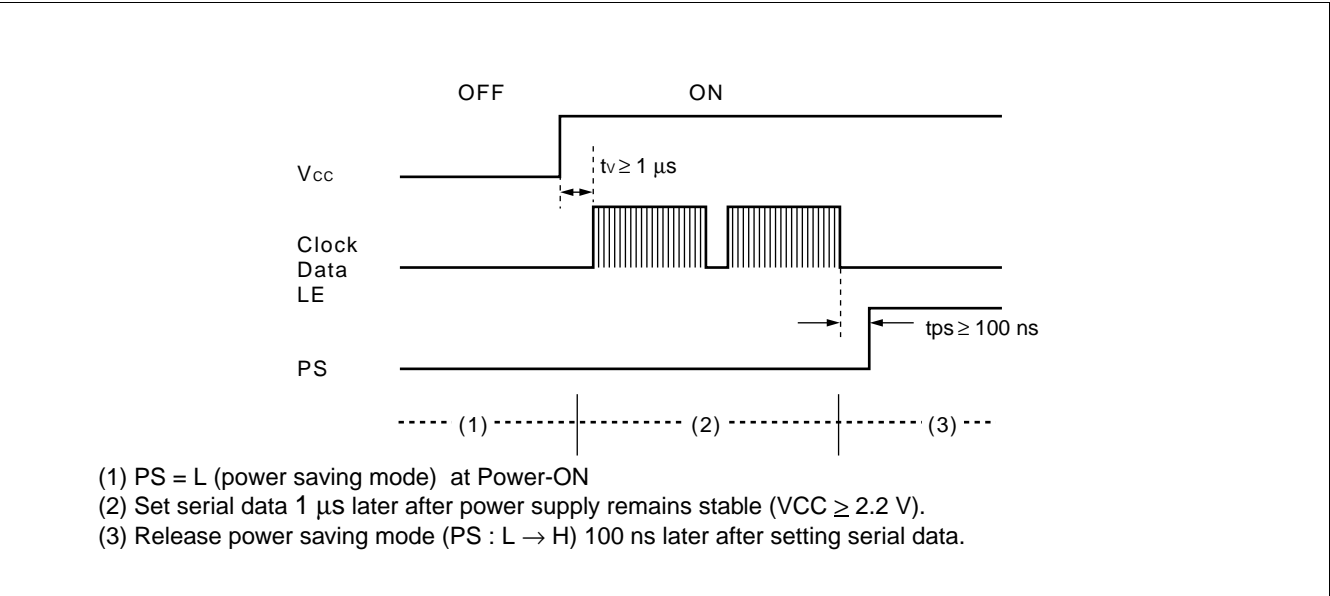 OFF ON
Vcc
tv ≥ 1 μs
Clock
Data
LE
tps ≥ 100 ns
PS
(1) (2) (3)
(1) PS = L (power saving mode) at Power-ON
(2) Set serial data 1 μs later after power supply remains stable (VCC ≥ 2.2 V).
(3) Release power saving mode (PS : L → H) 100 ns later after setting serial data.